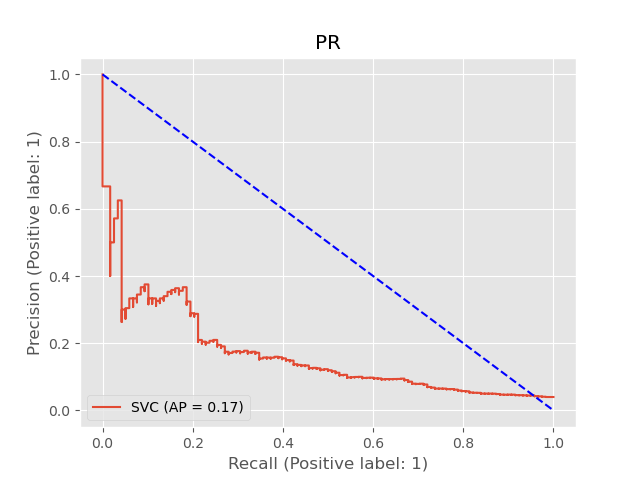 PR
1.0
0.8
0.6
0.4
0.2
0.0
Precision (Positive label: 1)
SVC (AP = 0.17)
0.0 0.2 0.4 0.6 0.8 1.0
Recall (Positive label: 1)